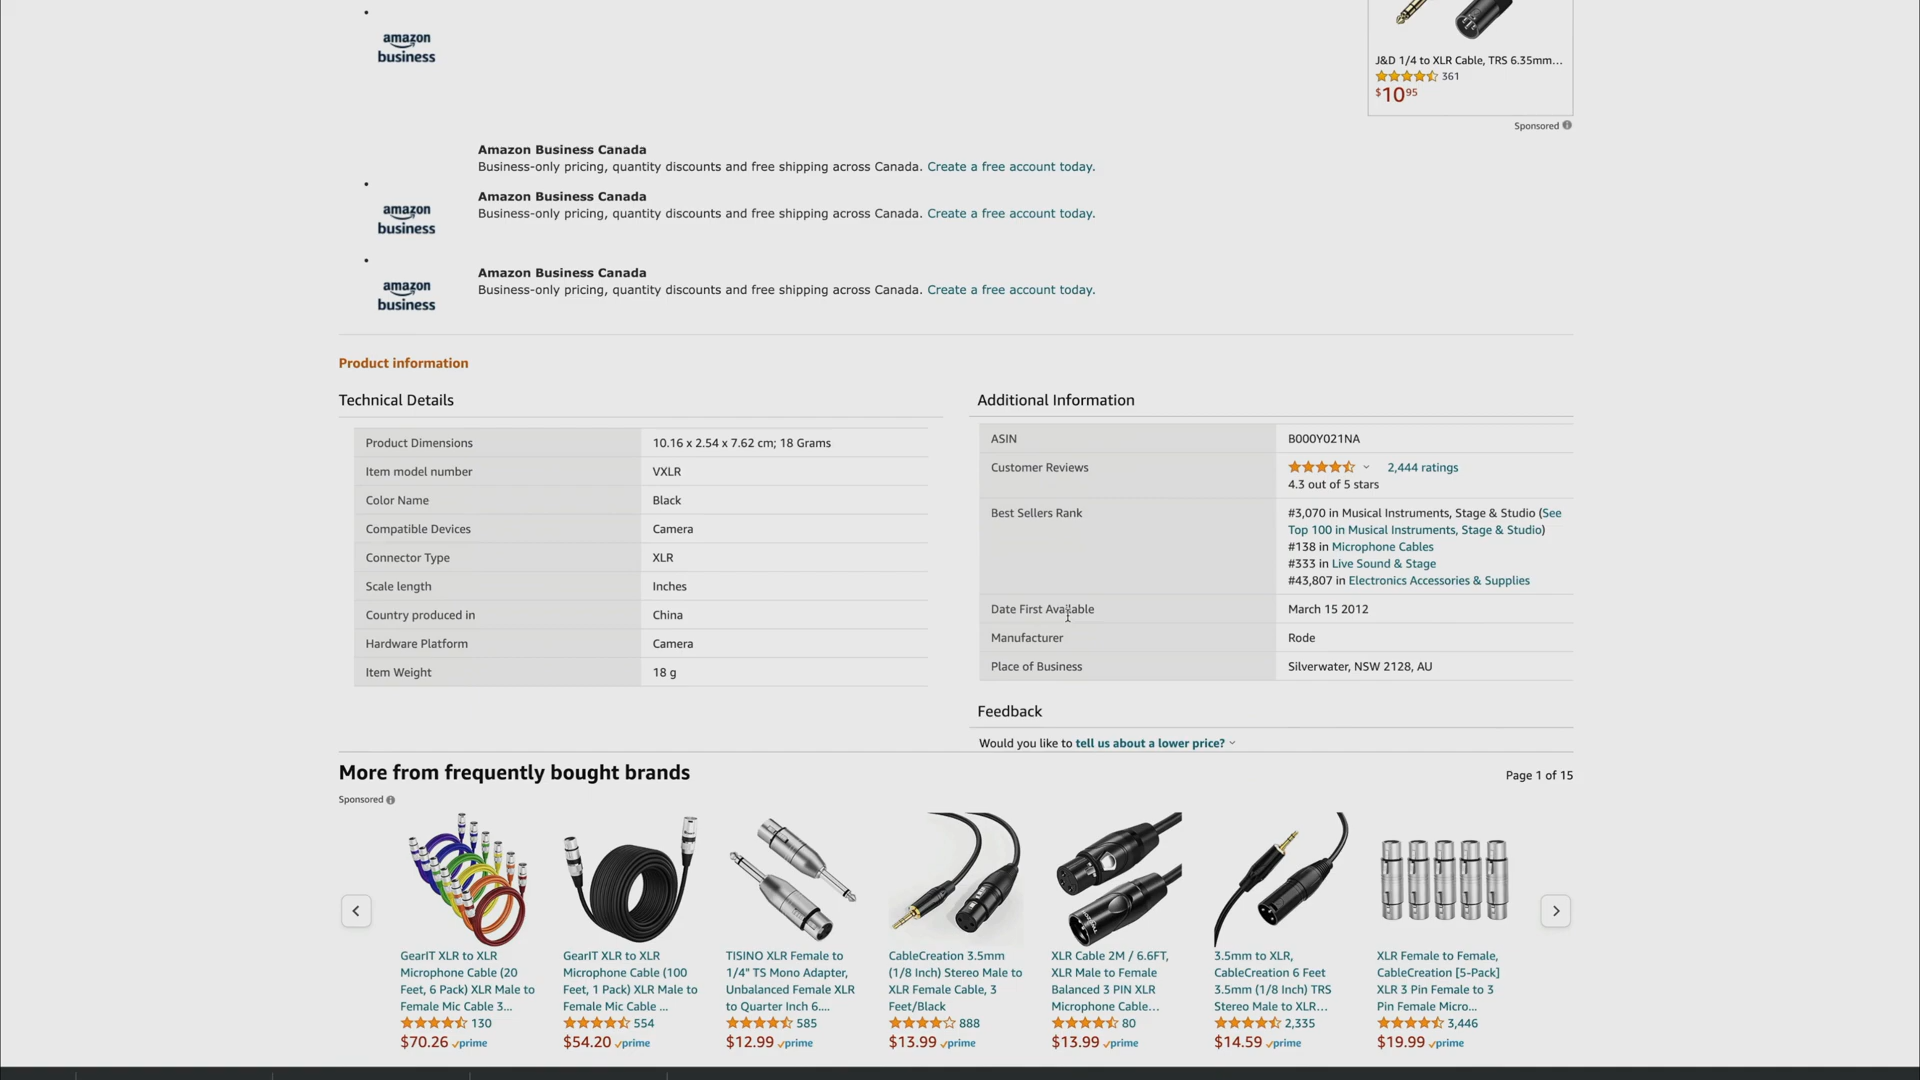 amazon
business
J&D 1/4 to XLR Cable, TRS 6.35mm...
361
$10 95
Sponsored
Amazon Business Canada
Business-only pricing, quantity discounts and free shipping across Canada. Create a free account today.
amazon
business
Amazon Business Canada
Business-only pricing, quantity discounts and free shipping across Canada. Create a free account today.
amazon
business
Amazon Business Canada
Business-only pricing, quantity discounts and free shipping across Canada. Create a free account today.
Product information
Technical Details
Product Dimensions 10.16 x 2.54 x 7.62 cm; 18 Grams
Item model number VXLR
Color Name Black
Compatible Devices Camera
Connector Type XLR
Scale length Inches
Country produced in China
Hardware Platform Camera
Item Weight 18 g
Additional Information
ASIN B000Y021NA
Customer Reviews 2,444 ratings
4.3 out of 5 stars
Best Sellers Rank #3,070 in Musical Instruments, Stage & Studio (See
Top 100 in Musical Instruments, Stage & Studio)
#138 in Microphone Cables
#333 in Live Sound & Stage
#43,807 in Electronics Accessories & Supplies
Date First Available March 15 2012
Manufacturer Rode
Place of Business Silverwater, NSW 2128, AU
Feedback
Would you like to tell us about a lower price?
More from frequently bought brands
Page 1 of 15
Sponsored
GearIT XLR to XLR
Microphone Cable (20
Feet, 6 Pack) XLR Male to
Female Mic Cable 3...
130
$70.26 prime
GearIT XLR to XLR
Microphone Cable (100
Feet, 1 Pack) XLR Male to
Female Mic Cable ...
554
$54.20 prime
TISINO XLR Female to
1/4" TS Mono Adapter,
Unbalanced Female XLR
to Quarter Inch 6....
585
$12.99 prime
CableCreation 3.5mm
(1/8 Inch) Stereo Male to
XLR Female Cable, 3
Feet/Black
888
$13.99 prime
XLR Cable 2M / 6.6FT,
XLR Male to Female
Balanced 3 PIN XLR
Microphone Cable...
80
$13.99 prime
3.5mm to XLR,
CableCreation 6 Feet
3.5mm (1/8 Inch) TRS
Stereo Male to XLR...
2,335
$14.59 prime
XLR Female to Female,
CableCreation [5-Pack]
XLR 3 Pin Female to 3
Pin Female Micro...
3,446
$19.99 prime